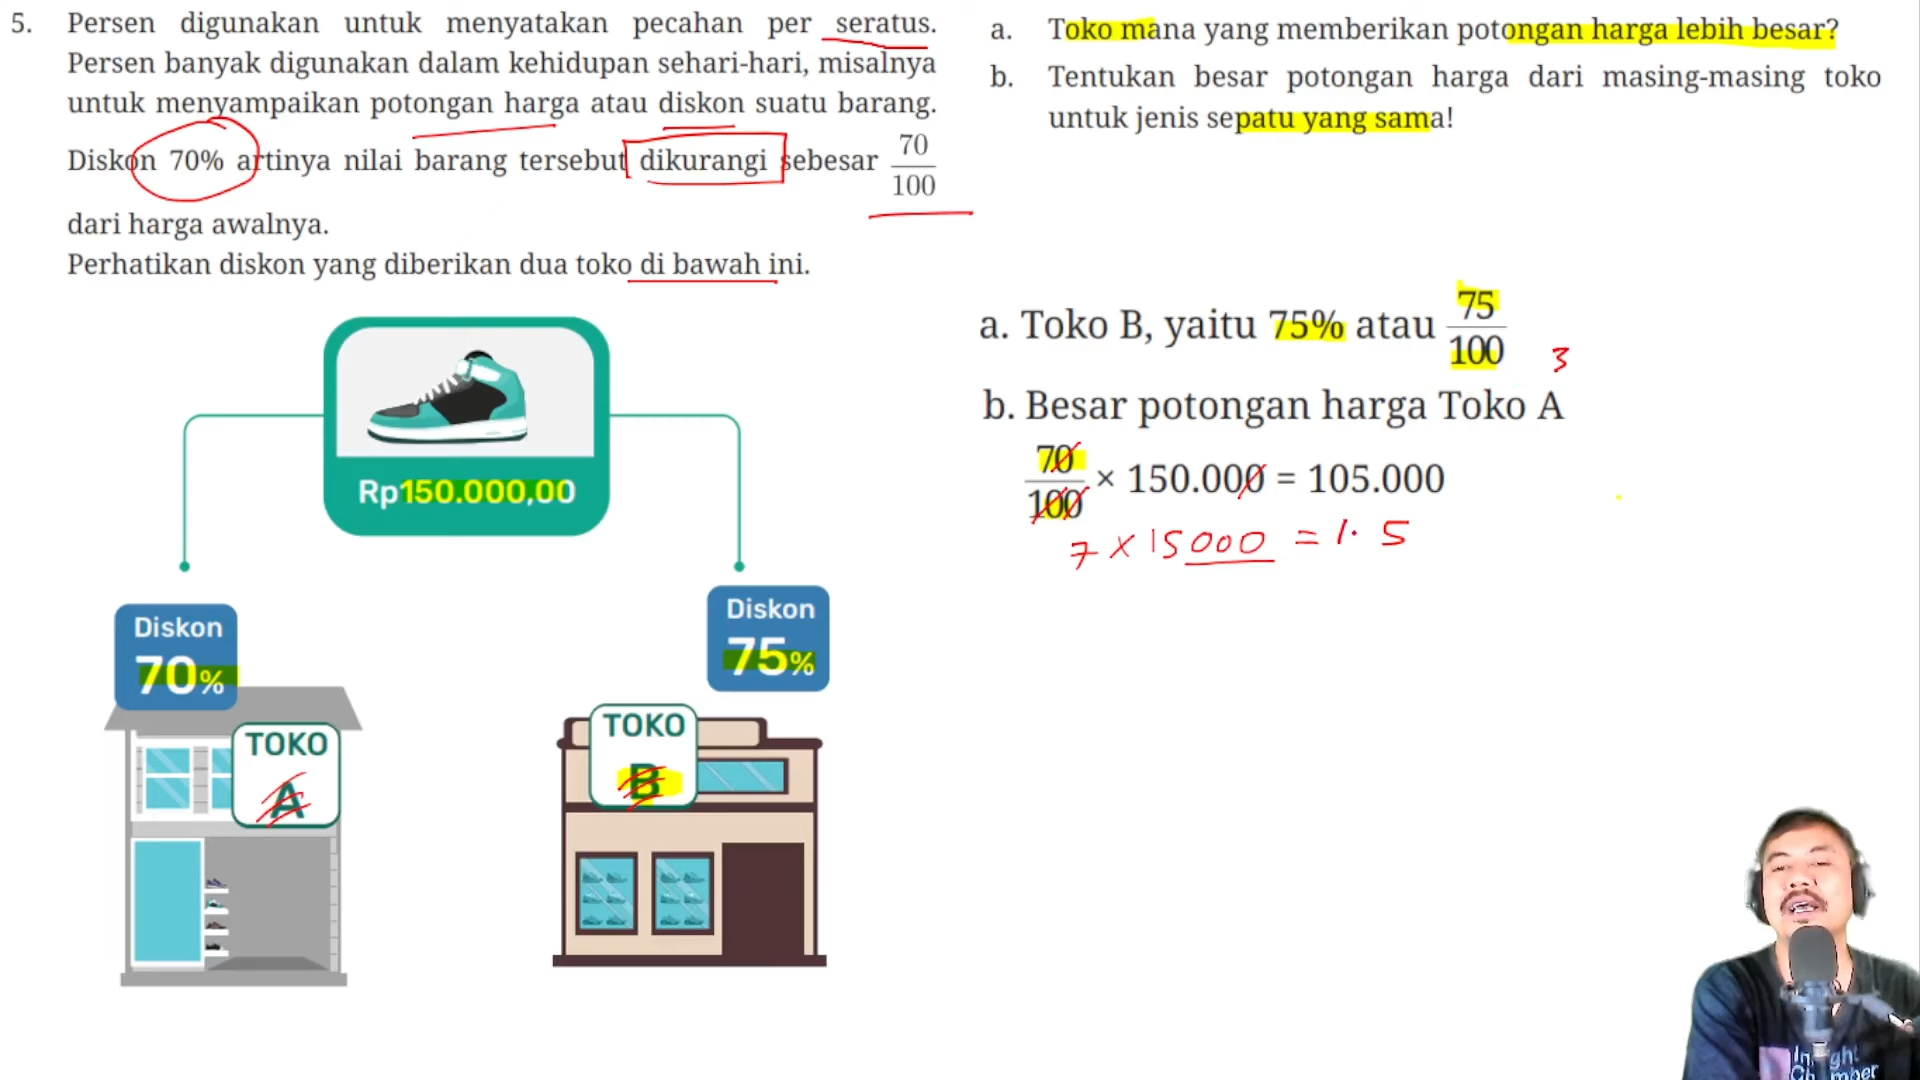 5. Persen digunakan untuk menyatakan pecahan per seratus.
Persen banyak digunakan dalam kehidupan sehari-hari, misalnya
untuk menyampaikan potongan harga atau diskon suatu barang.
Diskon 70% artinya nilai barang tersebut dikurangi sebesar 70/100
dari harga awalnya.
Perhatikan diskon yang diberikan dua toko di bawah ini.
Rp150.000,00
Diskon
70%
TOKO
A
Diskon
75%
TOKO
B
a. Toko mana yang memberikan potongan harga lebih besar?
b. Tentukan besar potongan harga dari masing-masing toko
untuk jenis sepatu yang sama!
a. Toko B, yaitu 75% atau 75/100
3
b. Besar potongan harga Toko A
70/100 × 150.000 = 105.000
7 × 15000 = 1. 5